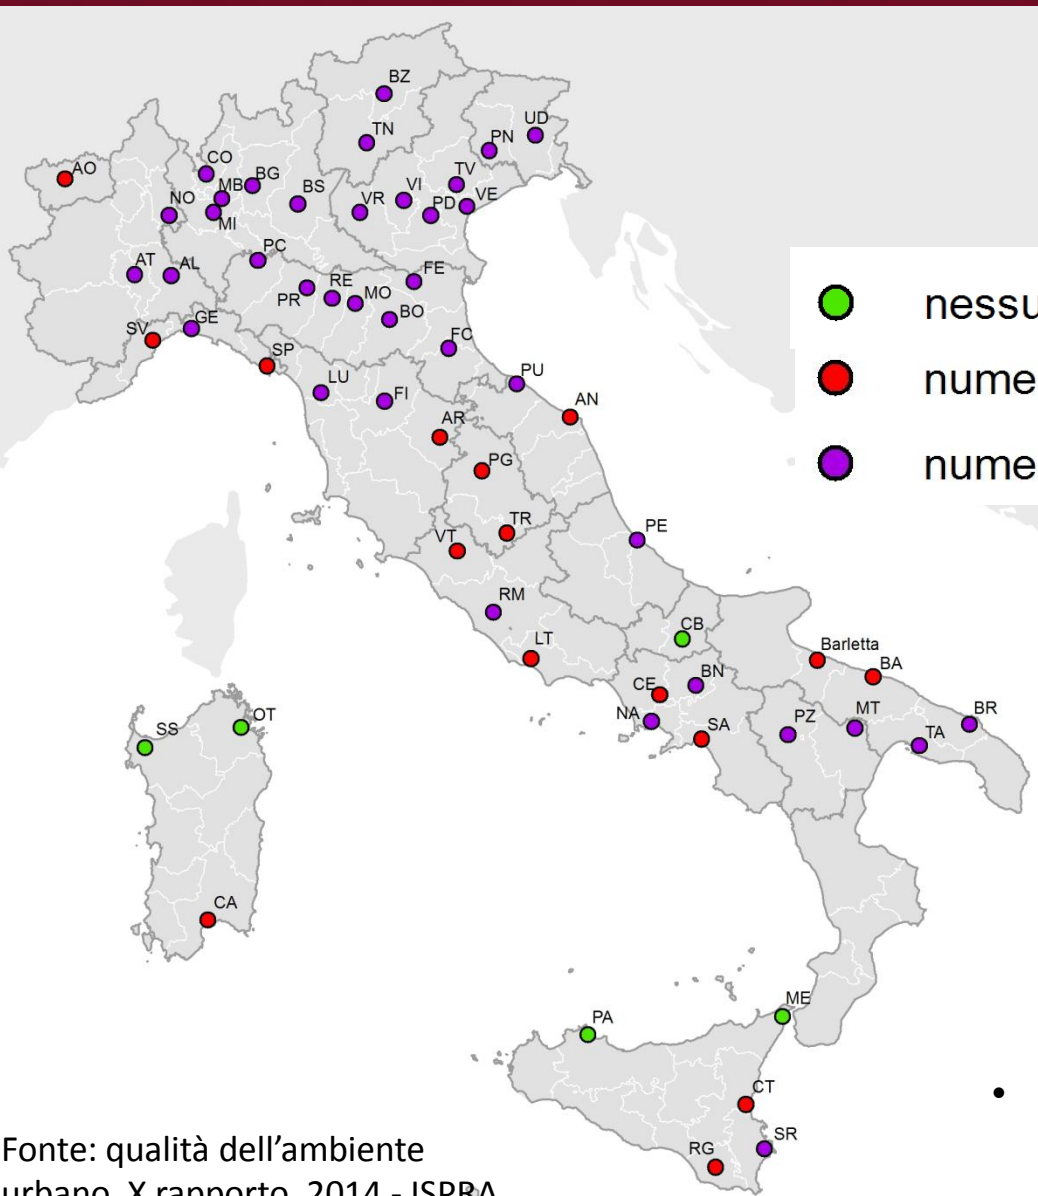 BZ
TN
UD
PN
AO
CO
MB
BG
BS
NO
MI
TV
VI
VR
PD
VE
AT
AL
PC
FE
PR
RE
MO
BO
SV
GE
SP
FC
LU
FI
PU
AN
AR
PG
TR
VT
PE
RM
LT
CB
Barletta
BA
BN
CE
NA
SA
PZ
MT
TA
BR
OT
SS
CA
PA
ME
CT
SR
RG
nessu
nume
nume
•
Fonte: qualità dell’ambiente
urbano X rapporto 2014 - ISPRA